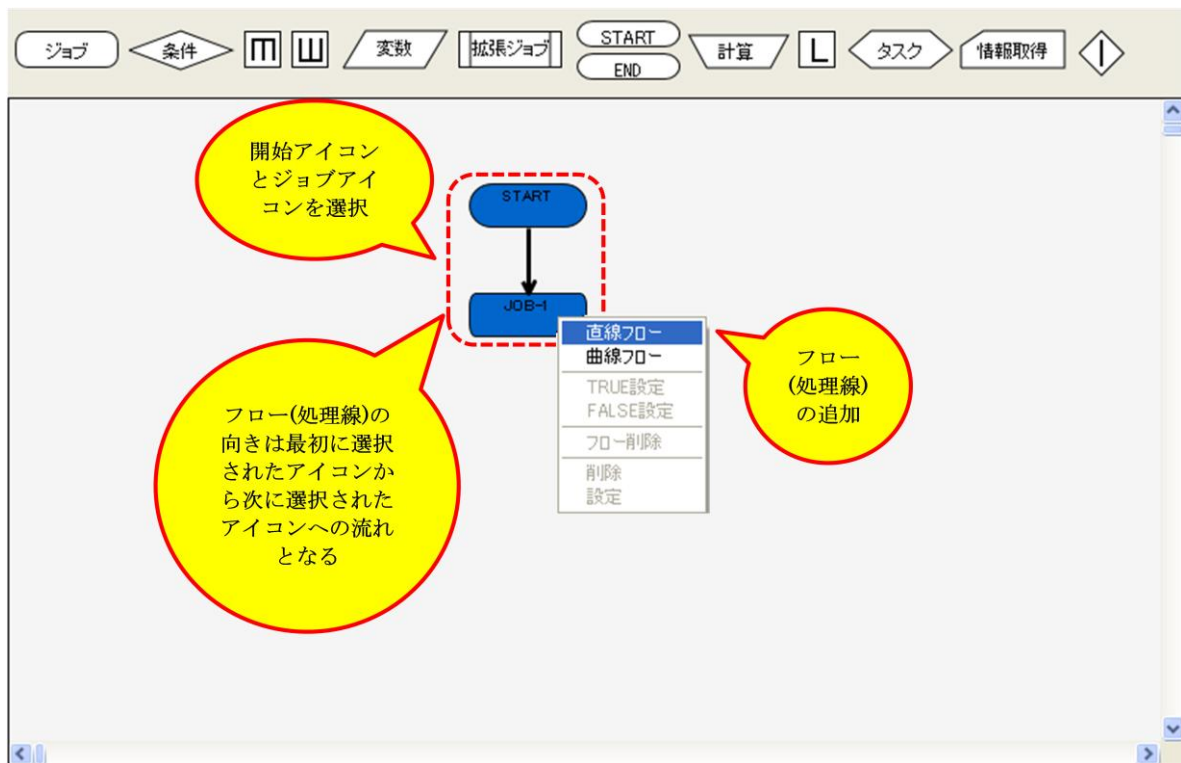 ジョブ
条件
変数
拡張ジョブ
START
END
計算
L
タスク
情報取得
開始アイコン
とジョブアイ
コンを選択
START
JOB-1
直線フロー
曲線フロー
TRUE設定
FALSE設定
フロー削除
削除
設定
フロー
(処理線)
の追加
フロー(処理線)の
向きは最初に選択
されたアイコンか
ら次に選択された
アイコンへの流れ
となる